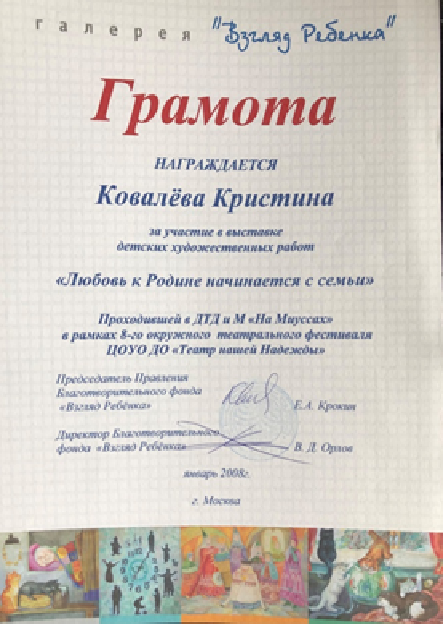 галерея "Взгляд Ребенка"
Грамота
НАГРАЖДАЕТСЯ
Ковалёва Кристина
за участие в выставке
детских художественных работ
«Любовь к Родине начинается с семьи»
Проходившей в ДТД и М «На Миуссах»
в рамках 8-го окружного театрального фестиваля
ЦОУО ДО «Театр нашей Надежды»
Председатель Правления
Благотворительного фонда
«Взгляд Ребёнка» Е.А. Крокин
Директор Благотворительного
фонда «Взгляд Ребёнка» В. Д. Орлов
январь 2008г.
г. Москва